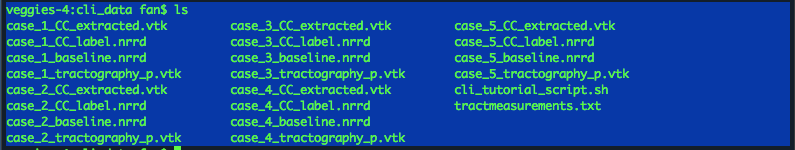 veggies-4:cli_data fan$ ls
case_1_CC_extracted.vtk case_3_CC_extracted.vtk case_5_CC_extracted.vtk
case_1_CC_label.nrrd case_3_CC_label.nrrd case_5_CC_label.nrrd
case_1_baseline.nrrd case_3_baseline.nrrd case_5_baseline.nrrd
case_1_tractography_p.vtk case_3_tractography_p.vtk case_5_tractography_p.vtk
case_2_CC_extracted.vtk case_4_CC_extracted.vtk cli_tutorial_script.sh
case_2_CC_label.nrrd case_4_CC_label.nrrd tractmeasurements.txt
case_2_baseline.nrrd case_4_baseline.nrrd
case_2_tractography_p.vtk case_4_tractography_p.vtk